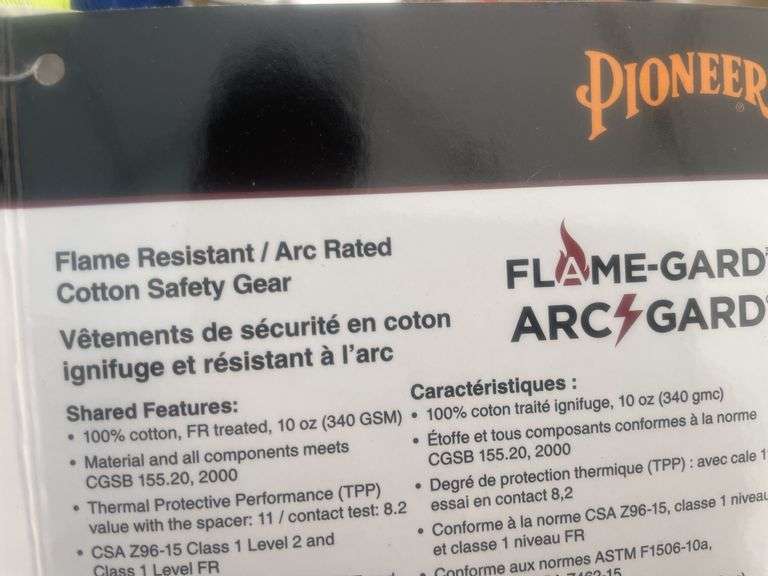 PIONEER
®
Flame Resistant / Arc Rated
Cotton Safety Gear
FLAME-GARD
ARC GARD
Vêtements de sécurité en coton
ignifuge et résistant à l'arc
Shared Features:
• 100% cotton, FR treated, 10 oz (340 GSM)
• Material and all components meets
CGSB 155.20, 2000
• Thermal Protective Performance (TPP)
value with the spacer: 11 / contact test: 8.2
• CSA Z96-15 Class 1 Level 2 and
Class 1 Level FR
Caractéristiques :
• 100% coton traité ignifuge, 10 oz (340 gmc)
• Étoffe et tous composants conformes à la norme
CGSB 155.20, 2000
• Degré de protection thermique (TPP) : avec cale 1
essai en contact 8,2
• Conforme à la norme CSA Z96-15, classe 1 niveau
et classe 1 niveau FR
• Conforme aux normes ASTM F1506-10a,